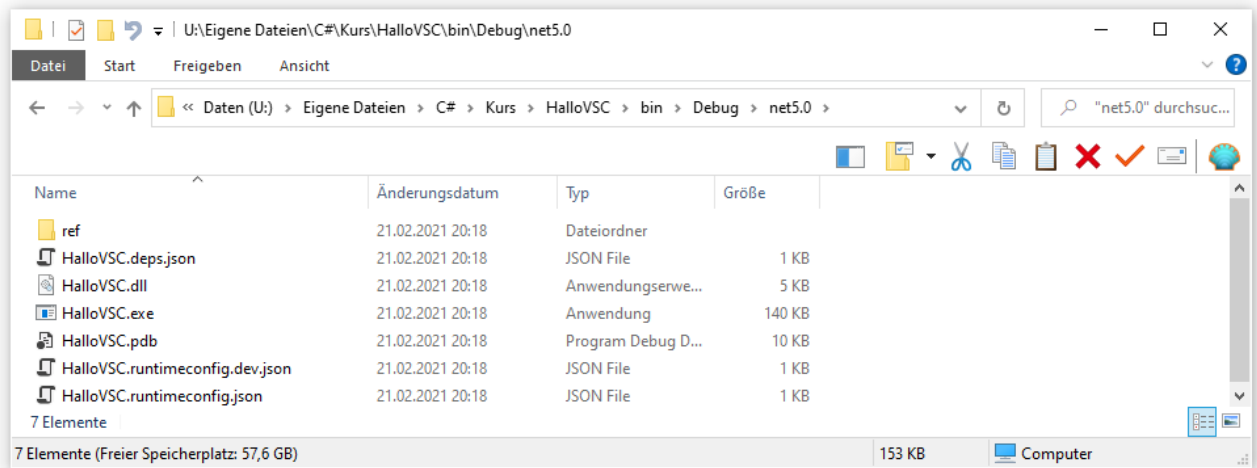 U:\Eigene Dateien\C#\Kurs\HalloVSC\bin\Debug\net5.0
Datei Start Freigeben Ansicht
« Daten (U:) › Eigene Dateien › C# › Kurs › HalloVSC › bin › Debug › net5.0 › "net5.0" durchsuc...
Name Änderungsdatum Typ Größe
ref 21.02.2021 20:18 Dateiordner
HalloVSC.deps.json 21.02.2021 20:18 JSON File 1 KB
HalloVSC.dll 21.02.2021 20:18 Anwendungserwe... 5 KB
HalloVSC.exe 21.02.2021 20:18 Anwendung 140 KB
HalloVSC.pdb 21.02.2021 20:18 Program Debug D... 10 KB
HalloVSC.runtimeconfig.dev.json 21.02.2021 20:18 JSON File 1 KB
HalloVSC.runtimeconfig.json 21.02.2021 20:18 JSON File 1 KB
7 Elemente
7 Elemente (Freier Speicherplatz: 57,6 GB) 153 KB Computer